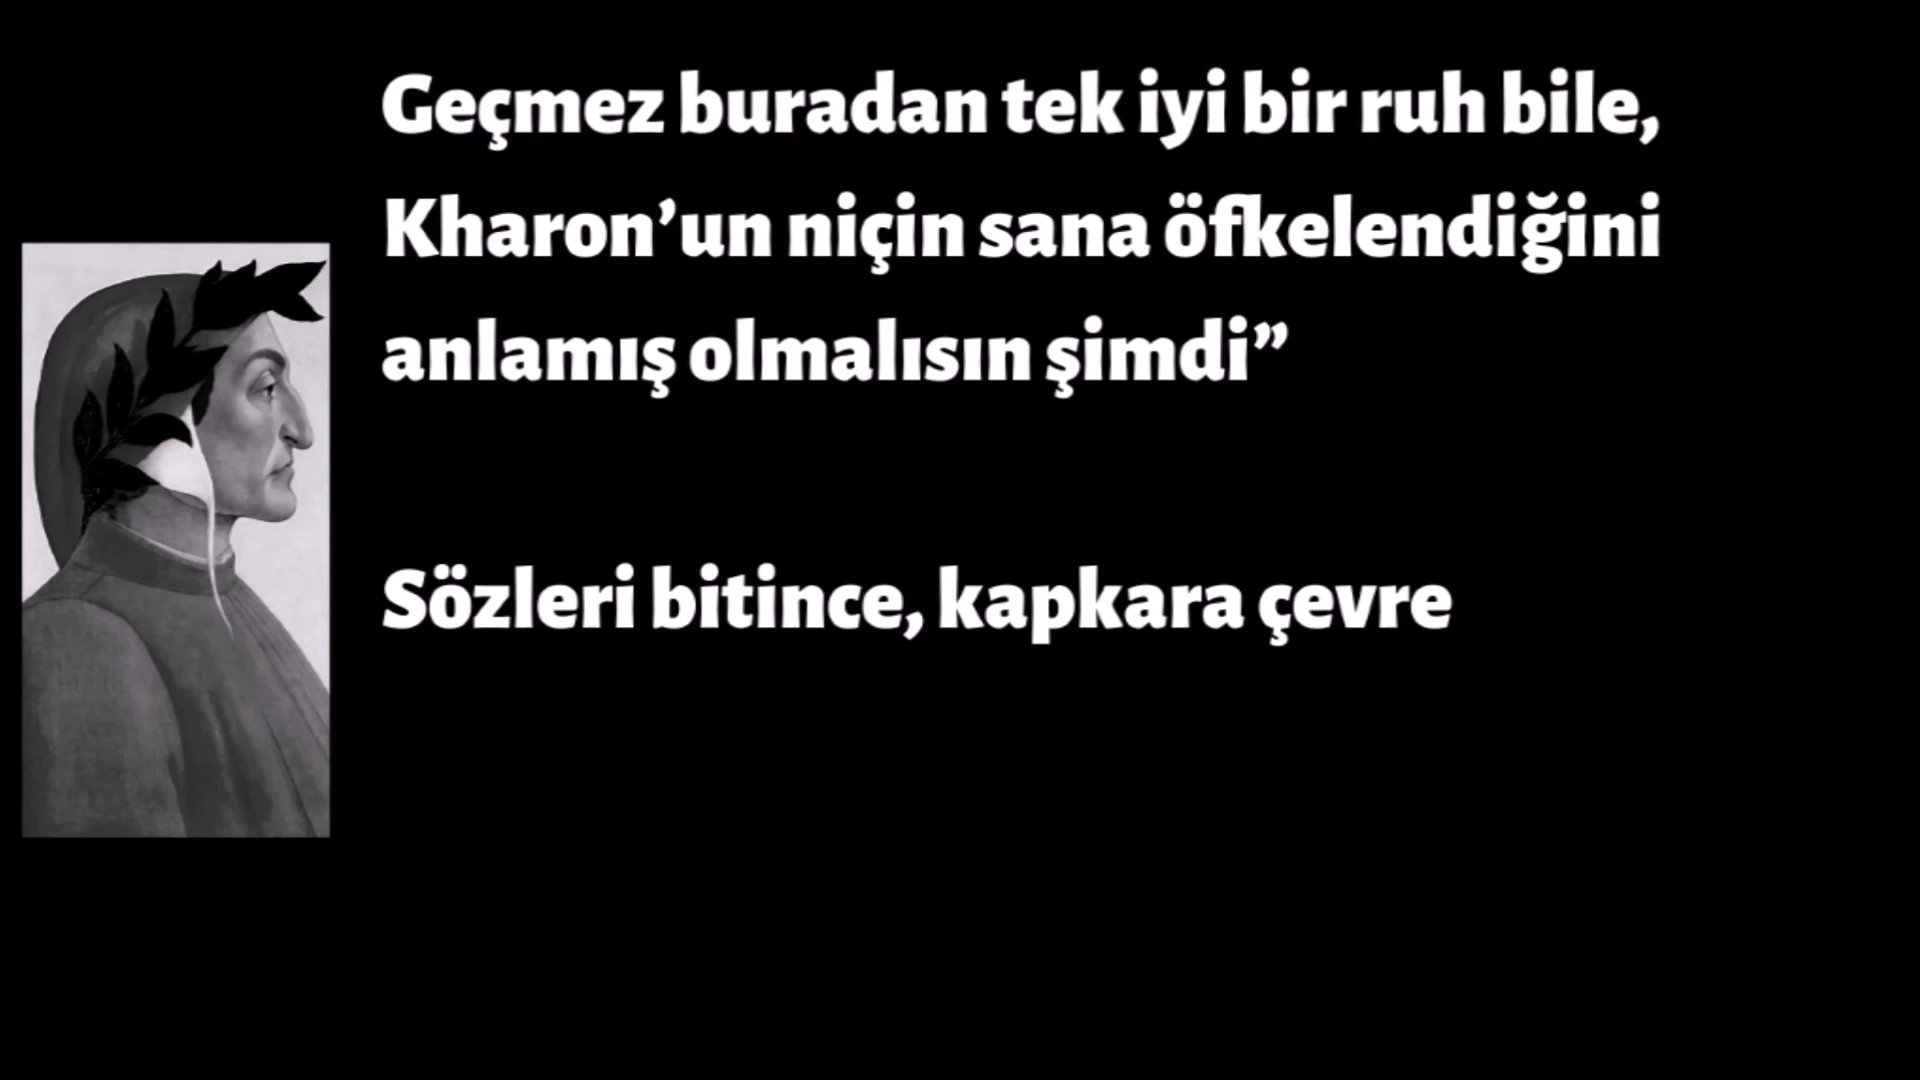 Geçmez buradan tek iyi bir ruh bile,
Kharon’un niçin sana öfkelendiğini
anlamış olmalısın şimdi”
Sözleri bitince, kapkara çevre